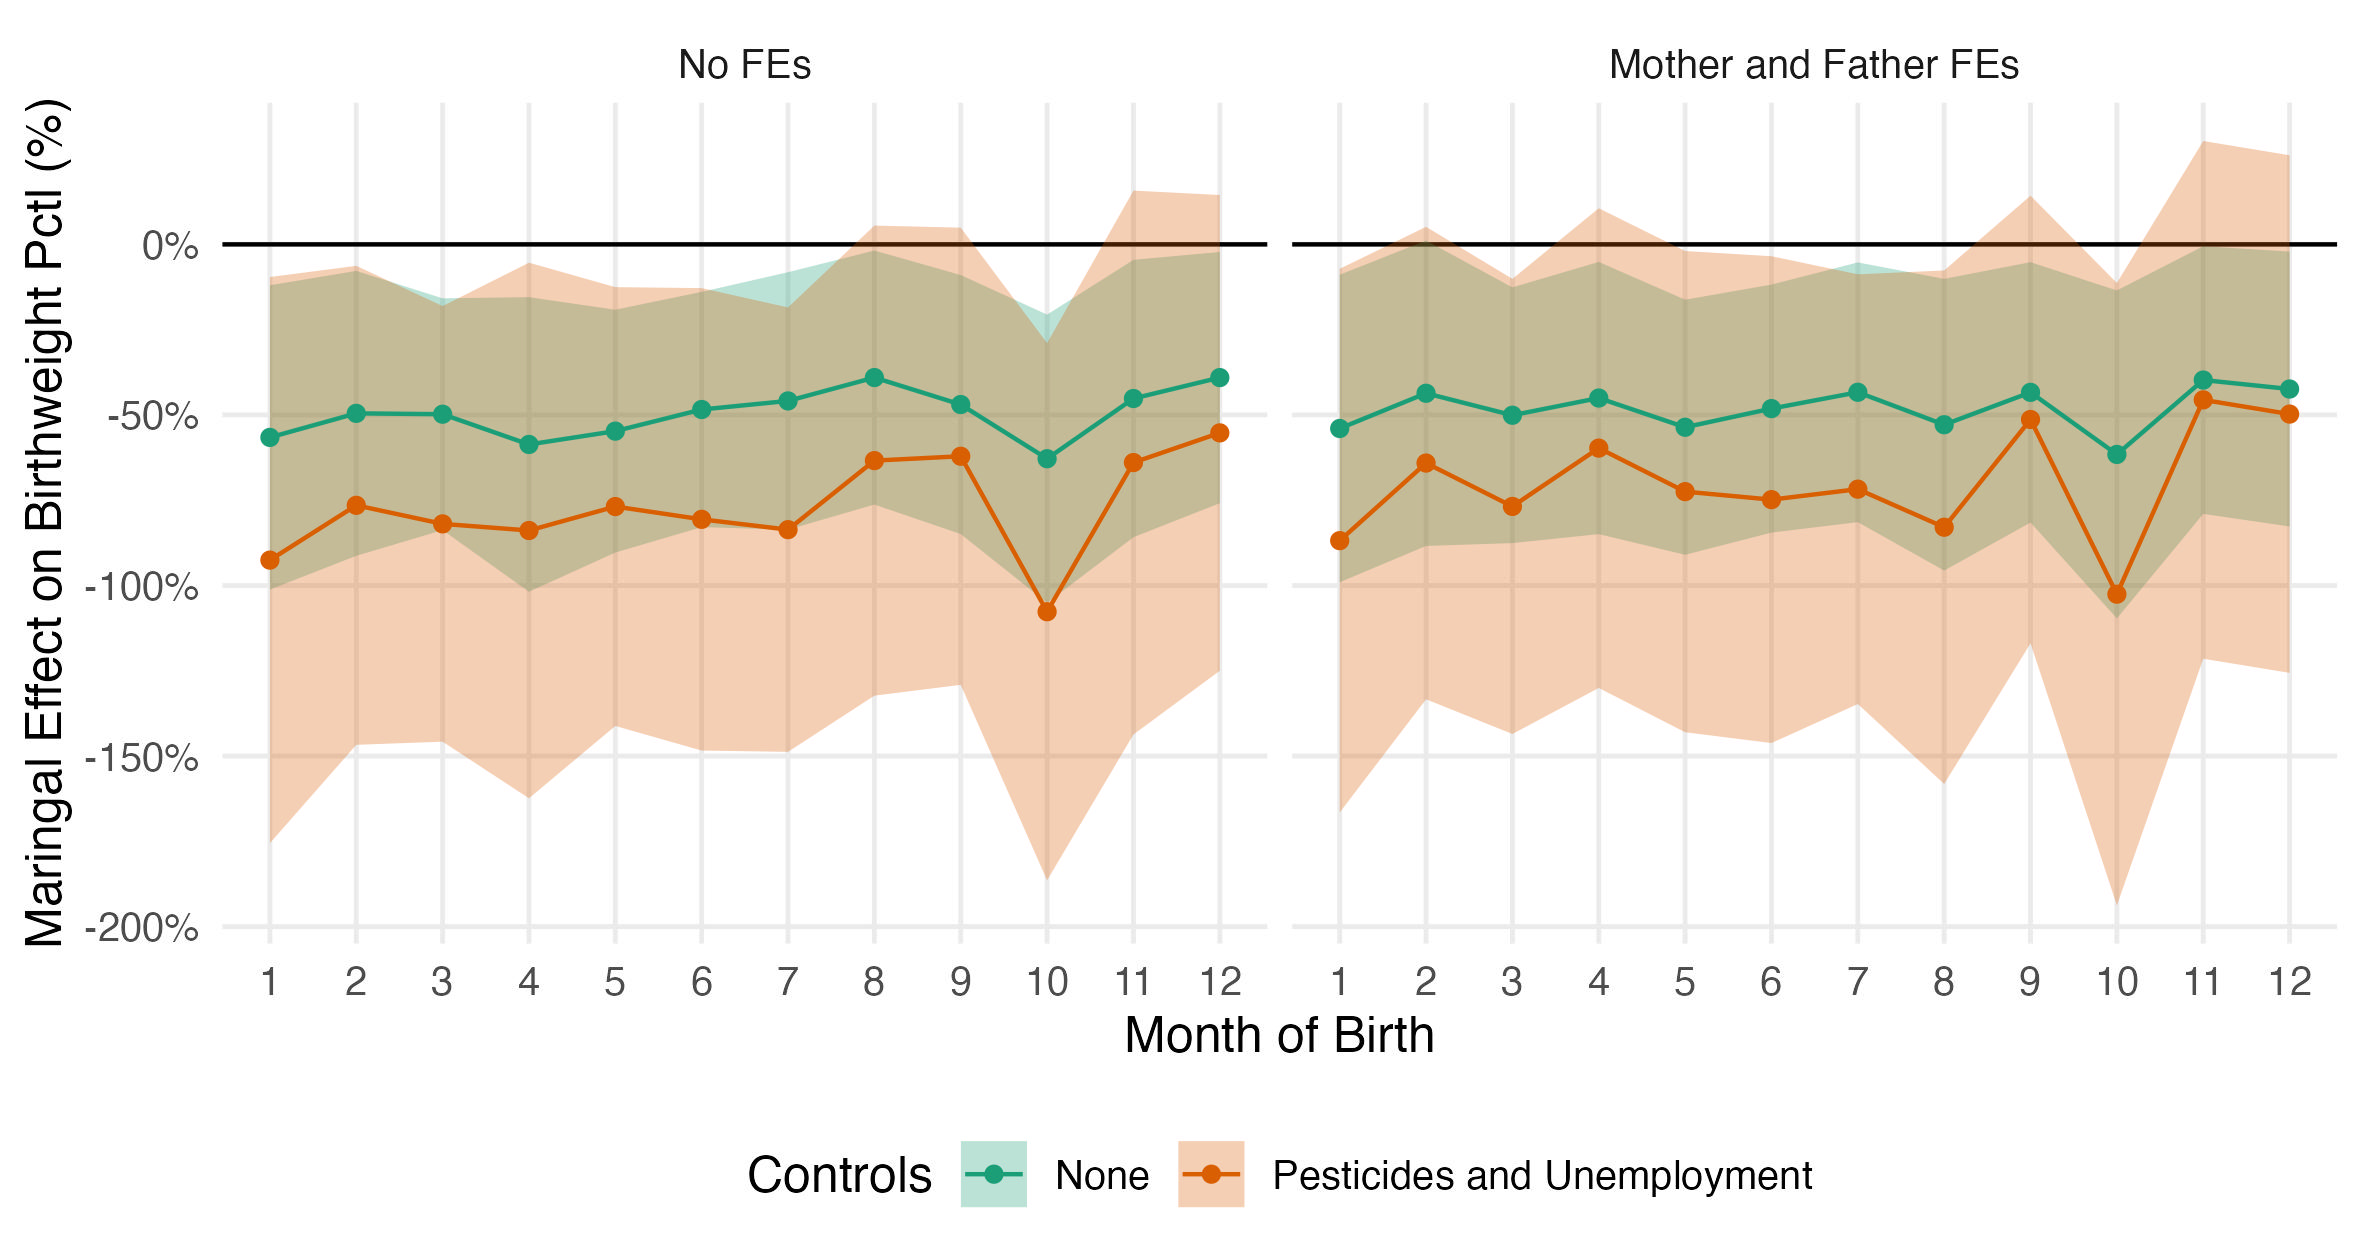 No FEs
Mother and Father FEs
Maringal Effect on Birthweight Pctl (%)
0%
-50%
-100%
-150%
-200%
1 2 3 4 5 6 7 8 9 10 11 12
1 2 3 4 5 6 7 8 9 10 11 12
Month of Birth
Controls None Pesticides and Unemployment